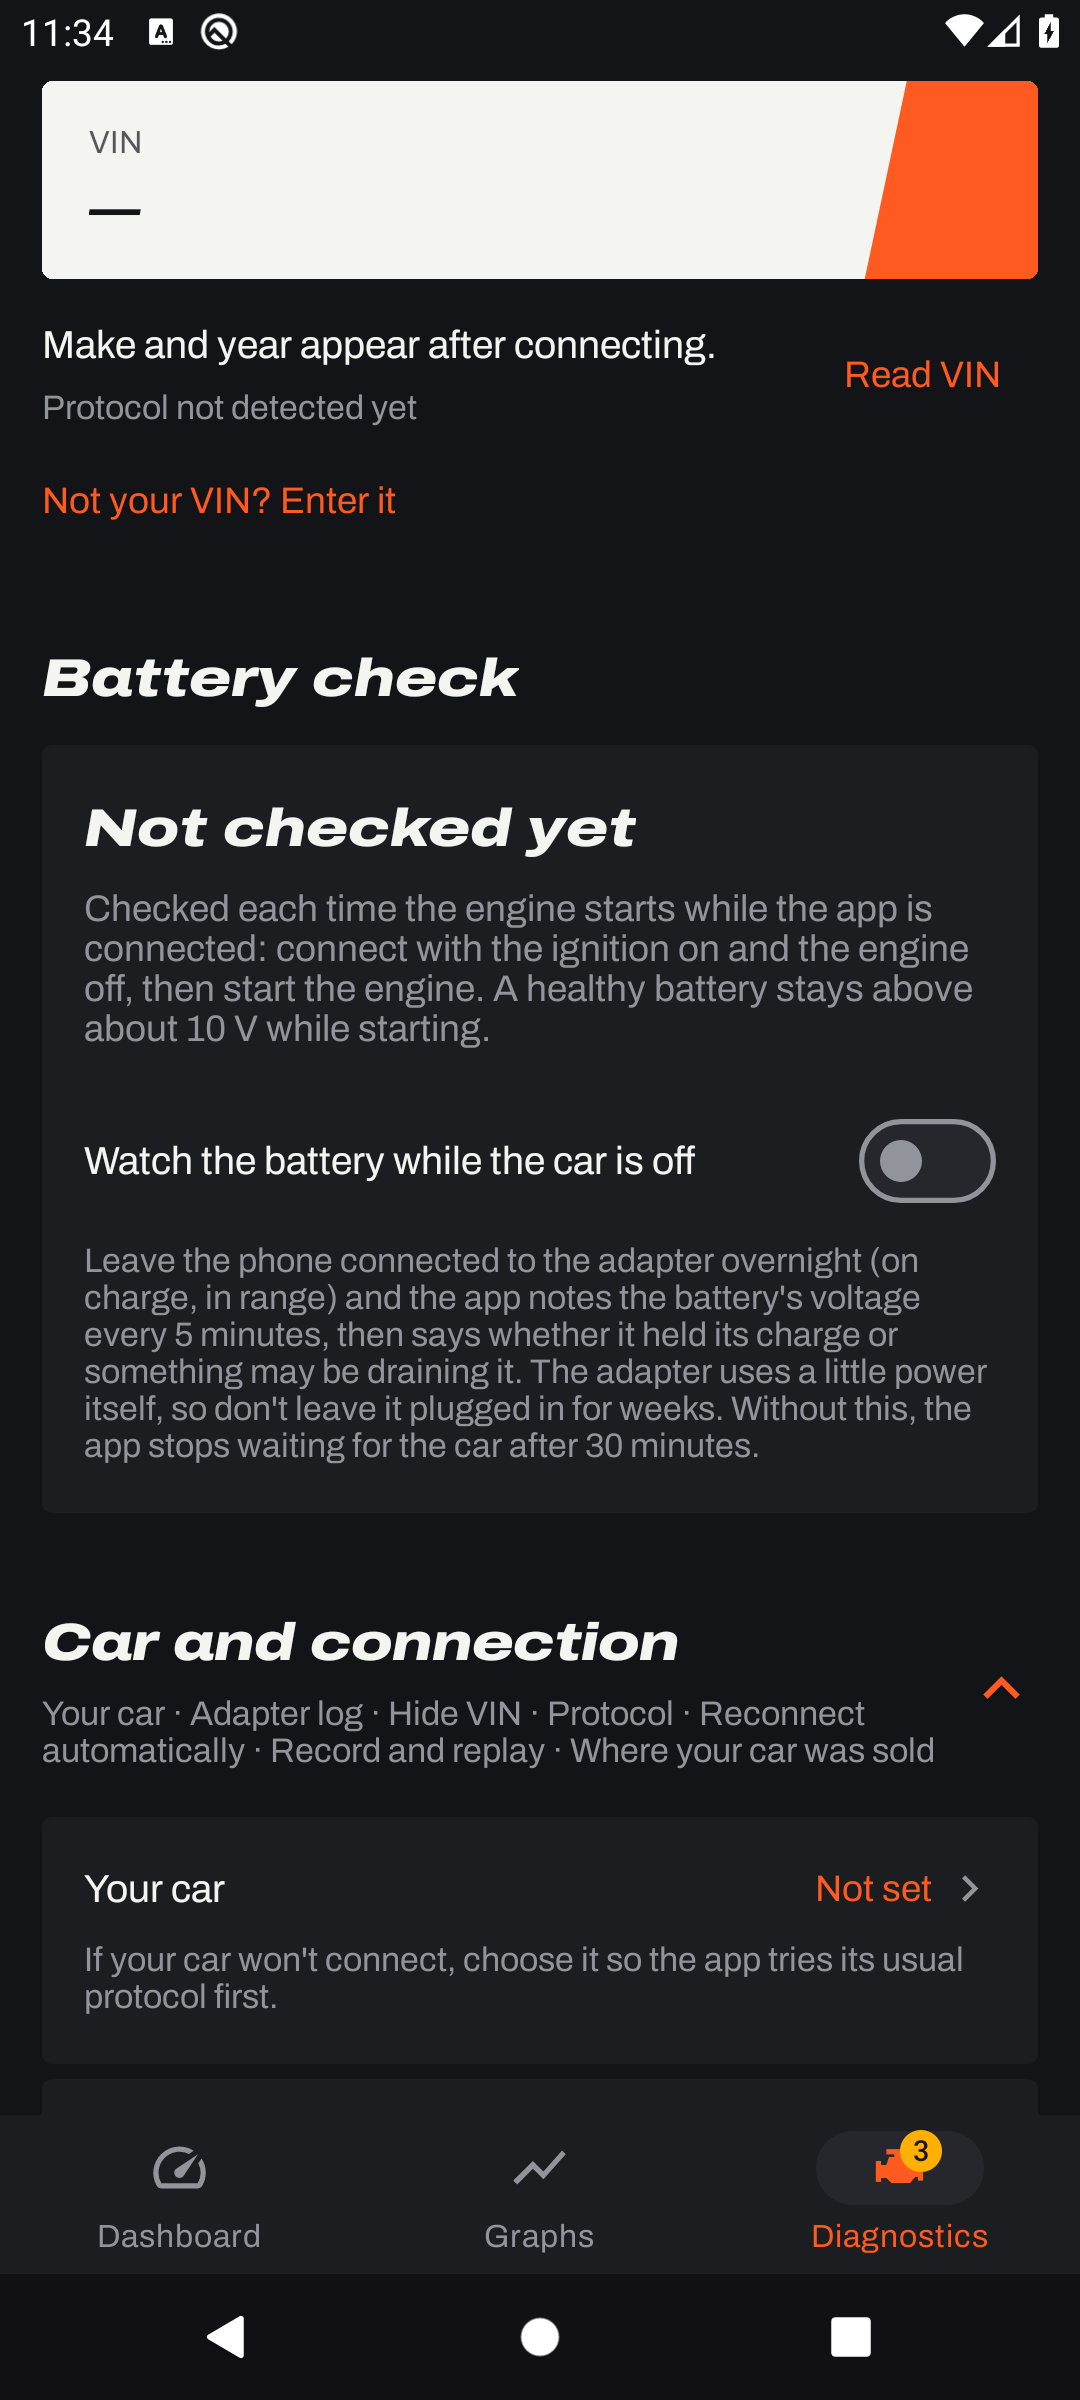 11:34
VIN
—
Make and year appear after connecting.
Read VIN
Protocol not detected yet
Not your VIN? Enter it
Battery check
Not checked yet
Checked each time the engine starts while the app is
connected: connect with the ignition on and the engine
off, then start the engine. A healthy battery stays above
about 10 V while starting.
Watch the battery while the car is off
Leave the phone connected to the adapter overnight (on
charge, in range) and the app notes the battery's voltage
every 5 minutes, then says whether it held its charge or
something may be draining it. The adapter uses a little power
itself, so don't leave it plugged in for weeks. Without this, the
app stops waiting for the car after 30 minutes.
Car and connection
Your car · Adapter log · Hide VIN · Protocol · Reconnect
automatically · Record and replay · Where your car was sold
Your car
Not set
If your car won't connect, choose it so the app tries its usual
protocol first.
3
Dashboard
Graphs
Diagnostics